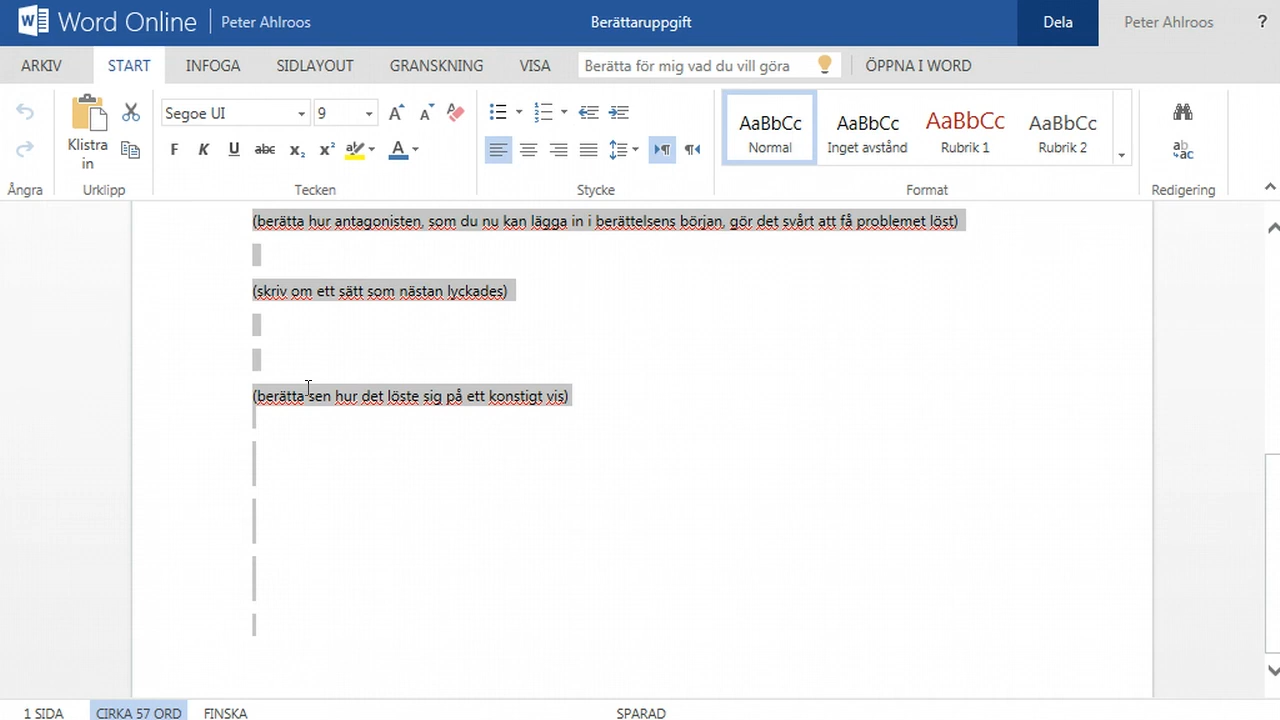 Word Online Peter Ahlroos Berättaruppgift Dela Peter Ahlroos ?
ARKIV START INFOGA SIDLAYOUT GRANSKNING VISA Berätta för mig vad du vill göra ÖPPNA I WORD
Klistra in
Segoe UI 9
F K U abc x₂ x² A
AaBbCc AaBbCc AaBbCc AaBbCc
Normal Inget avstånd Rubrik 1 Rubrik 2
Ångra Urklipp Tecken Stycke Format Redigering
(berätta hur antagonisten, som du nu kan lägga in i berättelsens början, gör det svårt att få problemet löst)
(skriv om ett sätt som nästan lyckades)
(berätta sen hur det löste sig på ett konstigt vis)
1 SIDA CIRKA 57 ORD FINSKA SPARAD